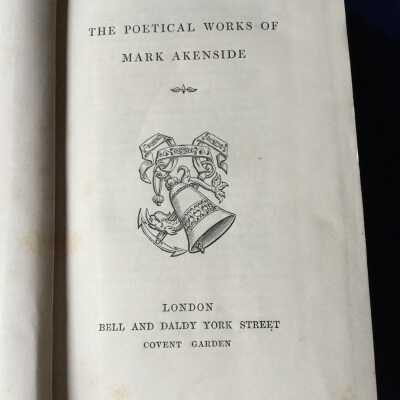 THE POETICAL WORKS OF
MARK AKENSIDE
LONDON
BELL AND DALDY YORK STREET
COVENT GARDEN